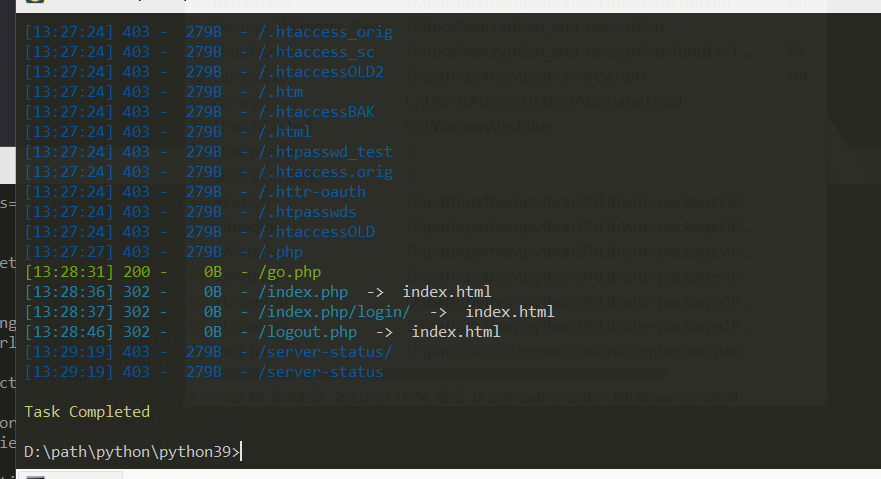 [13:27:24] 403 -  279B  - /.htaccess_orig
[13:27:24] 403 -  279B  - /.htaccess_sc
[13:27:24] 403 -  279B  - /.htaccessOLD2
[13:27:24] 403 -  279B  - /.htm
[13:27:24] 403 -  279B  - /.htaccessBAK
[13:27:24] 403 -  279B  - /.html
[13:27:24] 403 -  279B  - /.htpasswd_test
[13:27:24] 403 -  279B  - /.htaccess.orig
[13:27:24] 403 -  279B  - /.httr-oauth
[13:27:24] 403 -  279B  - /.htpasswds
[13:27:24] 403 -  279B  - /.htaccessOLD
[13:27:27] 403 -  279B  - /.php
[13:28:31] 200 -    0B  - /go.php
[13:28:36] 302 -    0B  - /index.php  ->  index.html
[13:28:37] 302 -    0B  - /index.php/login/  ->  index.html
[13:28:46] 302 -    0B  - /logout.php  ->  index.html
[13:29:19] 403 -  279B  - /server-status/
[13:29:19] 403 -  279B  - /server-status
Task Completed
D:\path\python\python39>